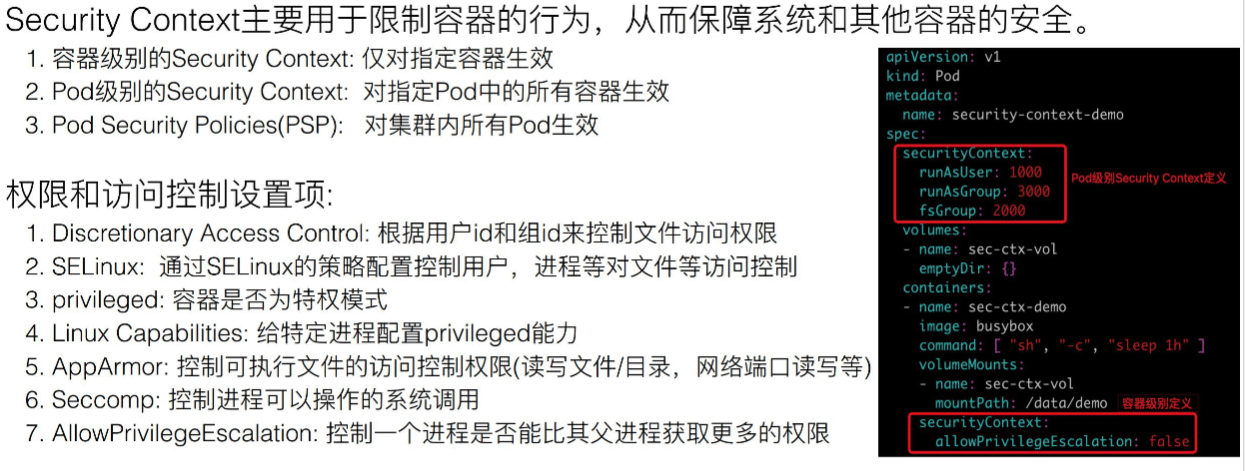 Security Context主要用于限制容器的行为，从而保障系统和其他容器的安全。
1. 容器级别的Security Context: 仅对指定容器生效
2. Pod级别的Security Context: 对指定Pod中的所有容器生效
3. Pod Security Policies(PSP): 对集群内所有Pod生效
权限和访问控制设置项:
1. Discretionary Access Control: 根据用户id和组id来控制文件访问权限
2. SELinux: 通过SELinux的策略配置控制用户，进程等对文件等访问控制
3. privileged: 容器是否为特权模式
4. Linux Capabilities: 给特定进程配置privileged能力
5. AppArmor: 控制可执行文件的访问控制权限(读写文件/目录，网络端口读写等)
6. Seccomp: 控制进程可以操作的系统调用
7. AllowPrivilegeEscalation: 控制一个进程是否能比其父进程获取更多的权限
apiVersion: v1
kind: Pod
metadata:
  name: security-context-demo
spec:
  securityContext:
    runAsUser: 1000
    runAsGroup: 3000
    fsGroup: 2000
Pod级别Security Context定义
  volumes:
  - name: sec-ctx-vol
    emptyDir: {}
  containers:
  - name: sec-ctx-demo
    image: busybox
    command: [ "sh", "-c", "sleep 1h" ]
    volumeMounts:
    - name: sec-ctx-vol
      mountPath: /data/demo
容器级别定义
    securityContext:
      allowPrivilegeEscalation: false